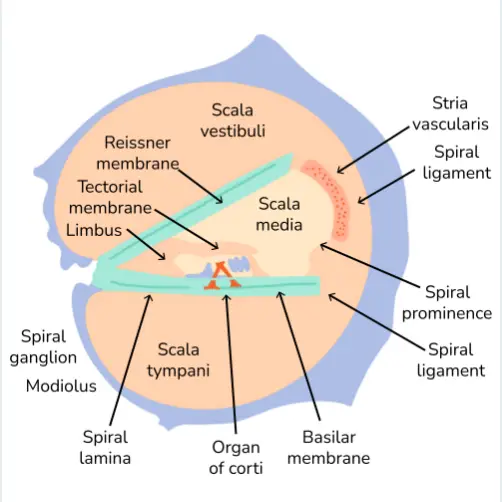 Scala
vestibuli
Stria
vascularis
Reissner
membrane
Spiral
ligament
Tectorial
membrane
Scala
media
Limbus
Spiral
prominence
Spiral
ganglion
Scala
tympani
Spiral
ligament
Modiolus
Spiral
lamina
Organ
of corti
Basilar
membrane